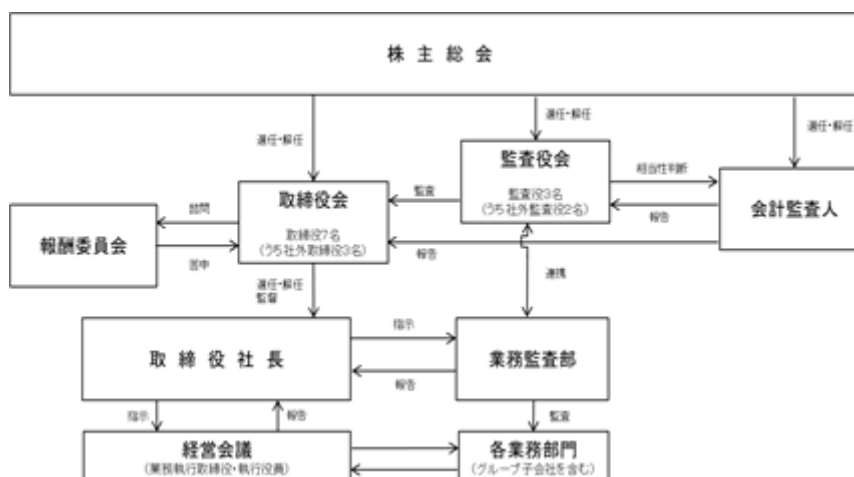 株主総会
選任・解任
選任・解任
選任・解任
監査役会
監査役3名
(うち社外監査役2名)
相当性判断
報告
会計監査人
取締役会
取締役7名
(うち社外取締役3名)
監査
報告
諮問
答申
報酬委員会
選任・解任
監督
連携
取締役社長
指示
報告
業務監査部
指示
報告
監査
経営会議
(業務執行取締役・執行役員)
各業務部門
(グループ子会社を含む)